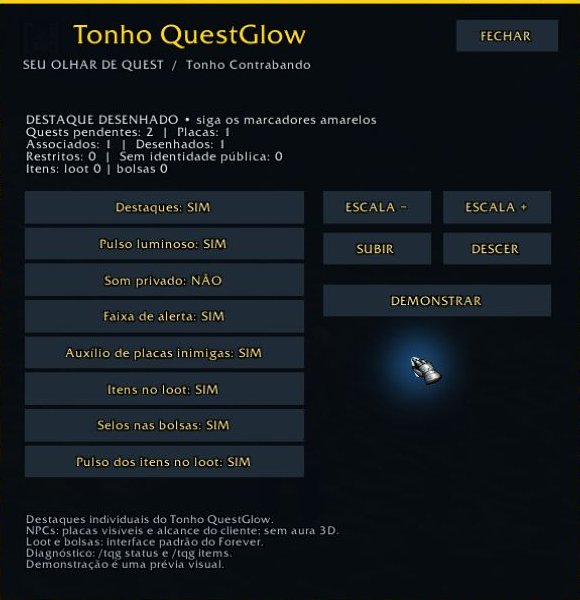 Tonho QuestGlow
FECHAR
SEU OLHAR DE QUEST / Tonho Contrabando
DESTAQUE DESENHADO • siga os marcadores amarelos
Quests pendentes: 2 | Placas: 1
Associados: 1 | Desenhados: 1
Restritos: 0 | Sem identidade pública: 0
Itens: loot 0 | bolsas 0
Destaques: SIM
ESCALA -
ESCALA +
Pulso luminoso: SIM
SUBIR
DESCER
Som privado: NÃO
DEMONSTRAR
Faixa de alerta: SIM
Auxílio de placas inimigas: SIM
Itens no loot: SIM
Selos nas bolsas: SIM
Pulso dos itens no loot: SIM
Destaques individuais do Tonho QuestGlow.
NPCs: placas visíveis e alcance do cliente; sem aura 3D.
Loot e bolsas: interface padrão do Forever.
Diagnóstico: /tqg status e /tqg items.
Demonstração é uma prévia visual.